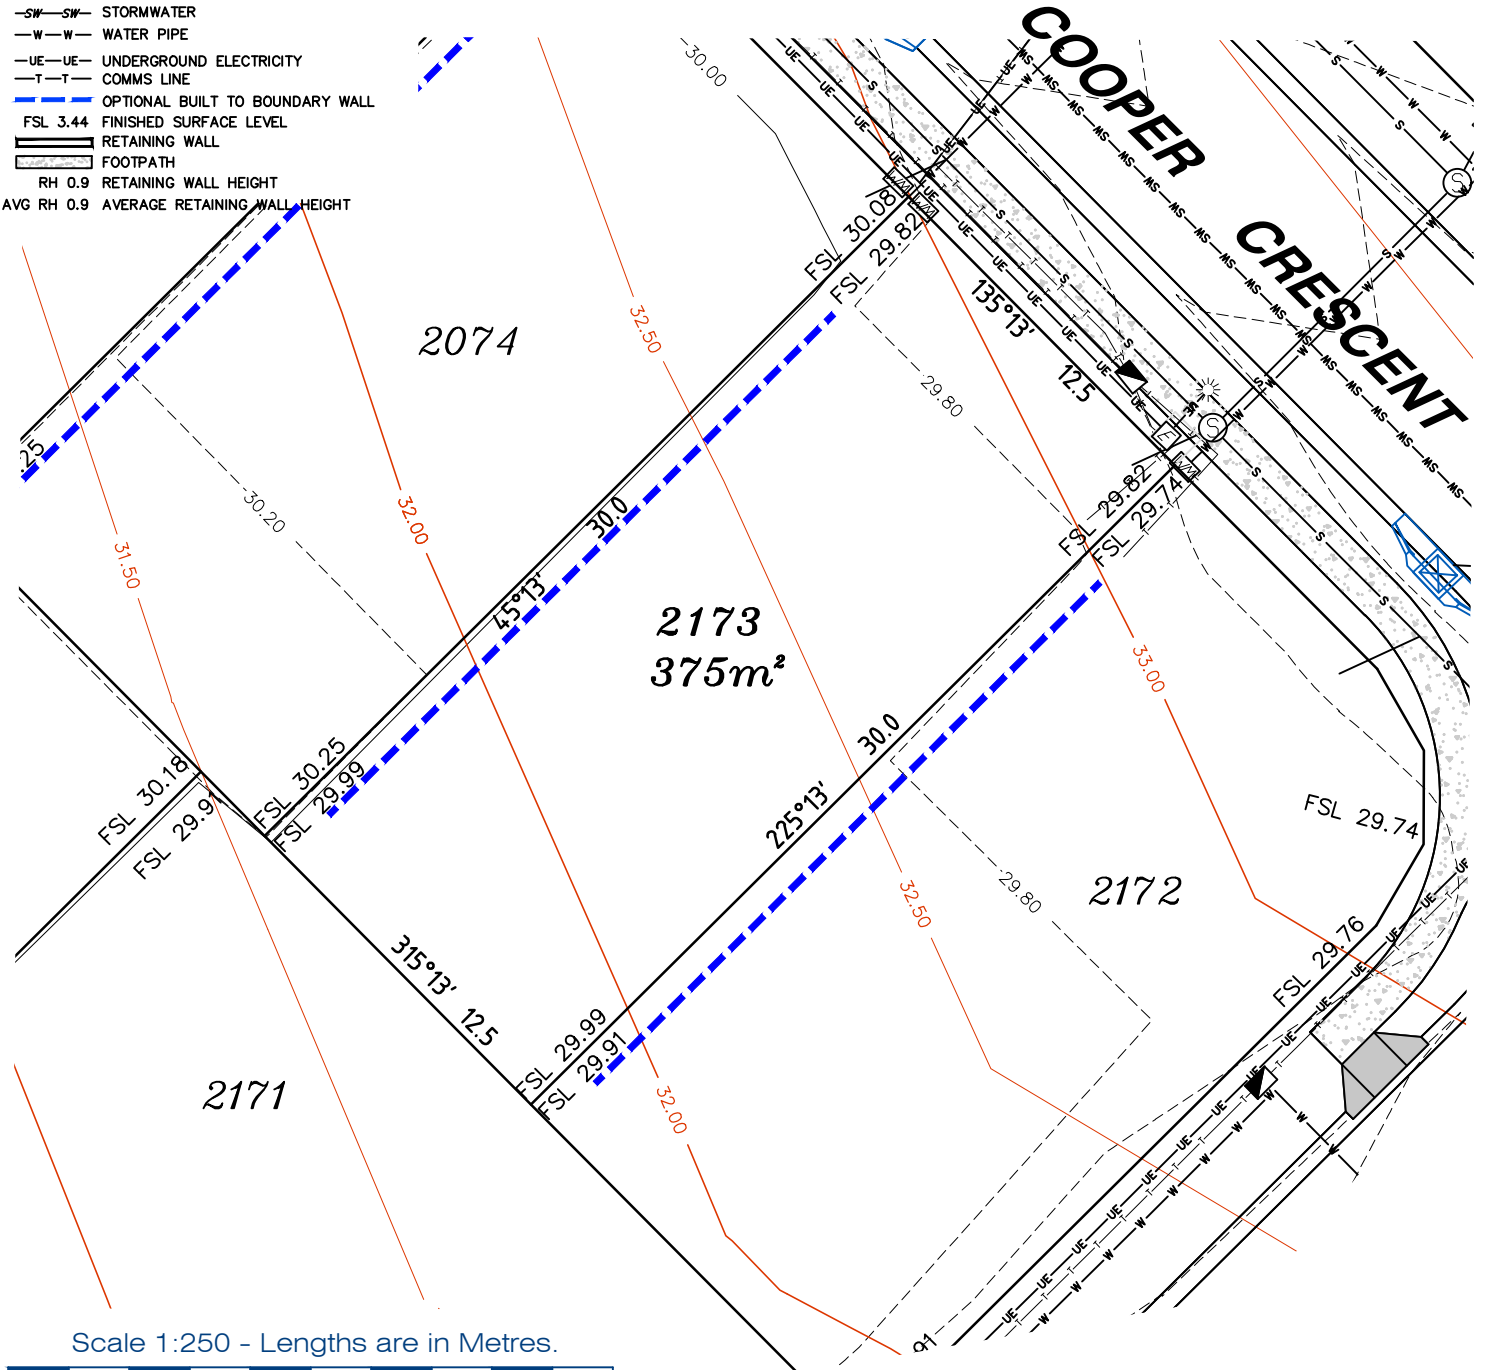 SW SW STORMWATER
W W WATER PIPE
UE UE UNDERGROUND ELECTRICITY
T T COMMS LINE
OPTIONAL BUILT TO BOUNDARY WALL
FSL 3.44 FINISHED SURFACE LEVEL
RETAINING WALL
FOOTPATH
RH 0.9 RETAINING WALL HEIGHT
AVG RH 0.9 AVERAGE RETAINING WALL HEIGHT
COOPER
CRESCENT
30.00
FSL 30.08
FSL 29.82
WM
WM
135°13'
12.5
32.50
2074
29.80
E
S
S
WM
.25
30.20
32.00
31.50
30.0
45°13'
FSL 29.82
FSL 29.74
2173
375m²
33.00
30.0
225°13'
FSL 30.25
FSL 29.99
FSL 30.18
FSL 29.91
FSL 29.74
29.80
2172
32.50
FSL 29.76
315°13'
12.5
FSL 29.99
FSL 29.91
32.00
2171
91
Scale 1:250 - Lengths are in Metres.